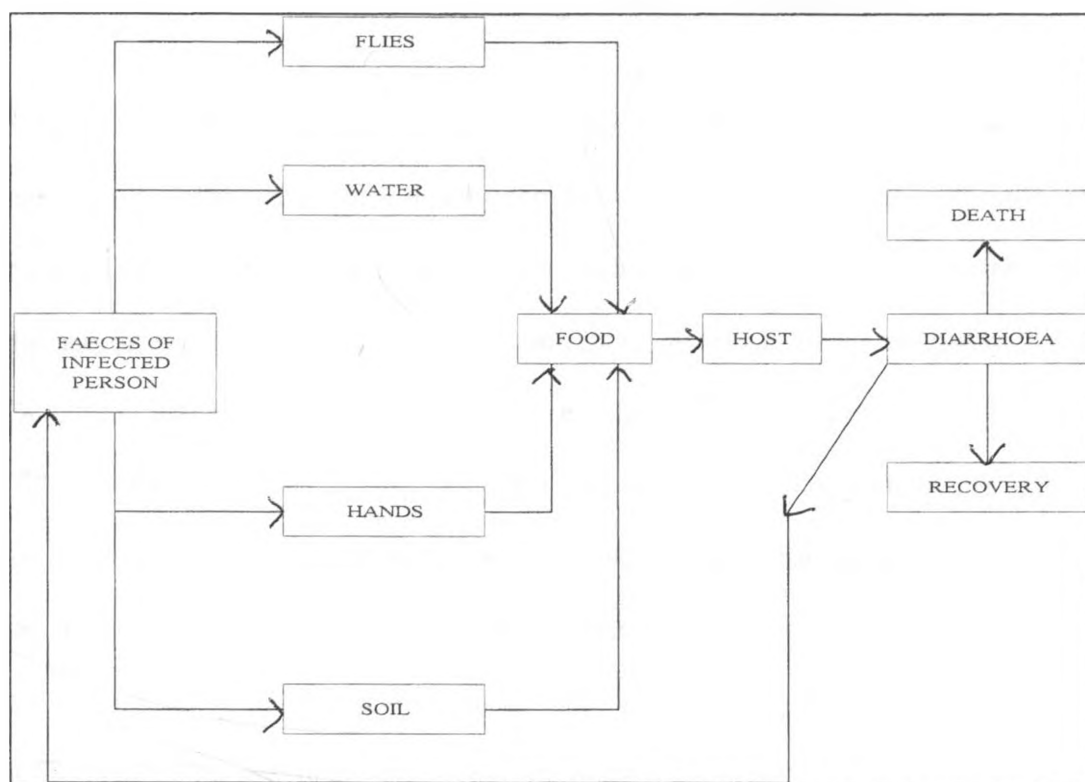 FLIES
WATER
DEATH
FAECES OF
INFECTED
PERSON
FOOD
HOST
DIARRHOEA
RECOVERY
HANDS
SOIL